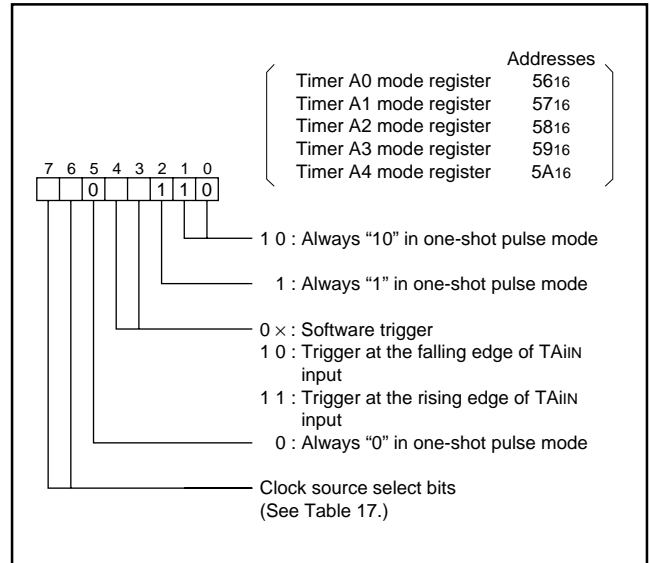 Addresses
Timer A0 mode register 5616
Timer A1 mode register 5716
Timer A2 mode register 5816
Timer A3 mode register 5916
Timer A4 mode register 5A16
7 6 5 4 3 2 1 0
0 1 1 0
1 0 : Always “10” in one-shot pulse mode
1 : Always “1” in one-shot pulse mode
0 × : Software trigger
1 0 : Trigger at the falling edge of TAiIN
input
1 1 : Trigger at the rising edge of TAiIN
input
0 : Always “0” in one-shot pulse mode
Clock source select bits
(See Table 17.)